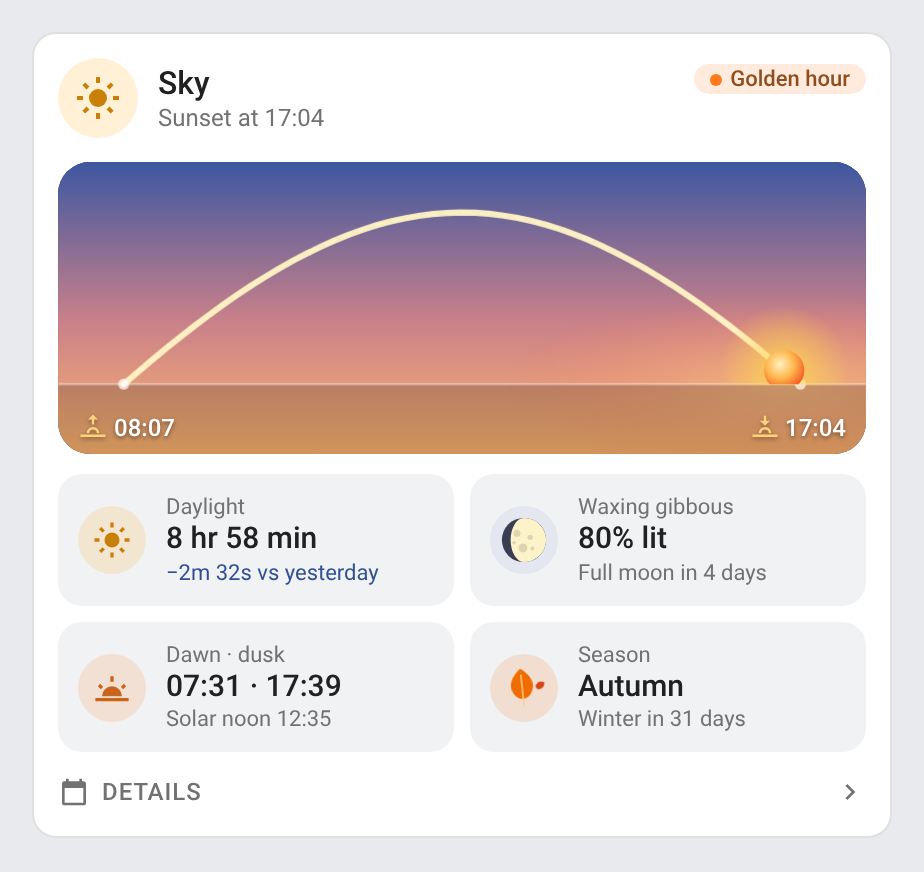 Sky
Sunset at 17:04
Golden hour
08:07
17:04
Daylight
8 hr 58 min
−2m 32s vs yesterday
Waxing gibbous
80% lit
Full moon in 4 days
Dawn · dusk
07:31 · 17:39
Solar noon 12:35
Season
Autumn
Winter in 31 days
DETAILS